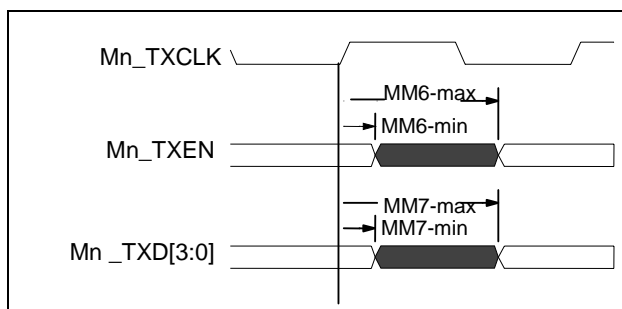 Mn_TXCLK
MM6-max
MM6-min
Mn_TXEN
MM7-max
MM7-min
Mn _TXD[3:0]